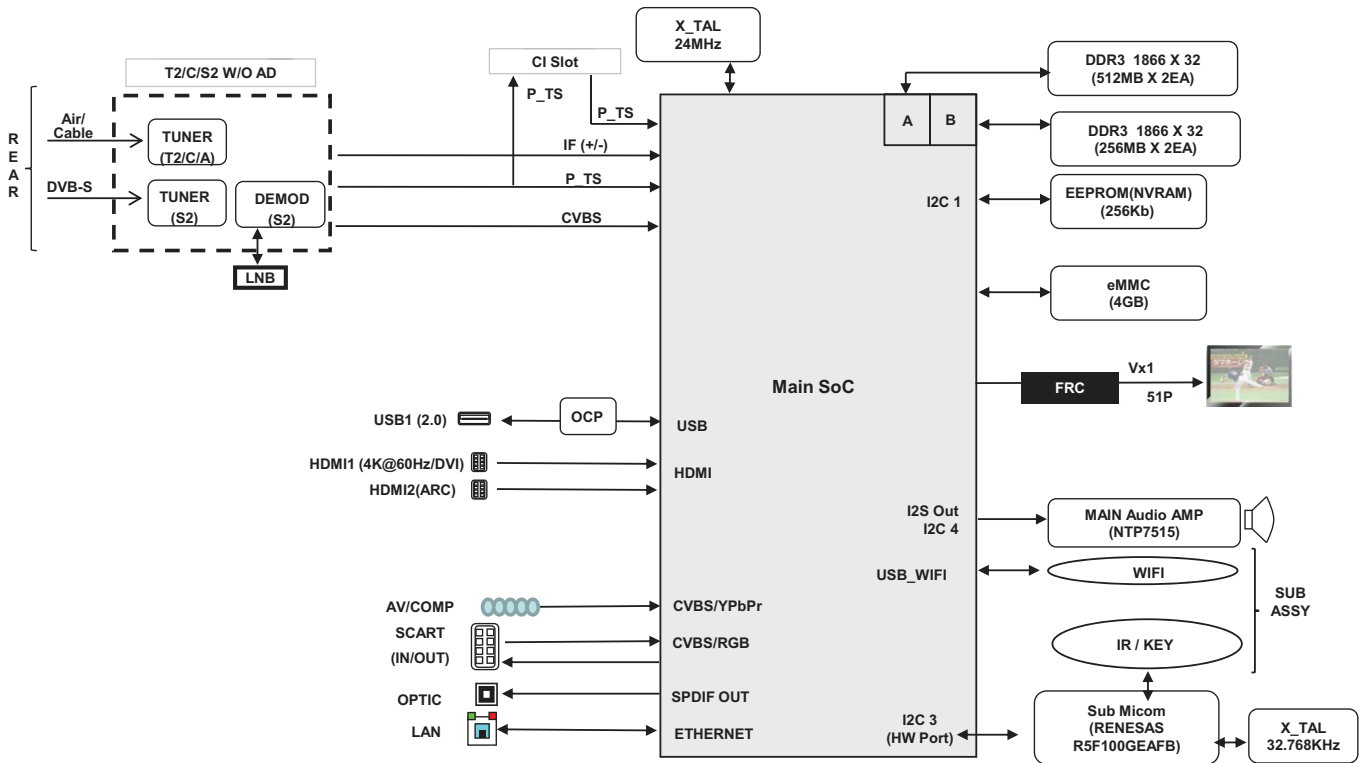 X_TAL
24MHz
T2/C/S2 W/O AD
CI Slot
P_TS
P_TS
REAR
Air/
Cable
TUNER
(T2/C/A)
IF (+/-)
DVB-S
TUNER
(S2)
DEMOD
(S2)
P_TS
CVBS
LNB
A
B
DDR3 1866 X 32
(512MB X 2EA)
DDR3 1866 X 32
(256MB X 2EA)
I2C 1
EEPROM(NVRAM)
(256Kb)
eMMC
(4GB)
Main SoC
FRC
Vx1
51P
USB1 (2.0)
OCP
USB
HDMI1 (4K@60Hz/DVI)
HDMI2(ARC)
HDMI
I2S Out
I2C 4
MAIN Audio AMP
(NTP7515)
USB_WIFI
WIFI
SUB
ASSY
IR / KEY
AV/COMP
CVBS/YPbPr
SCART
(IN/OUT)
CVBS/RGB
OPTIC
SPDIF OUT
LAN
ETHERNET
I2C 3
(HW Port)
Sub Micom
(RENESAS
R5F100GEAFB)
X_TAL
32.768KHz